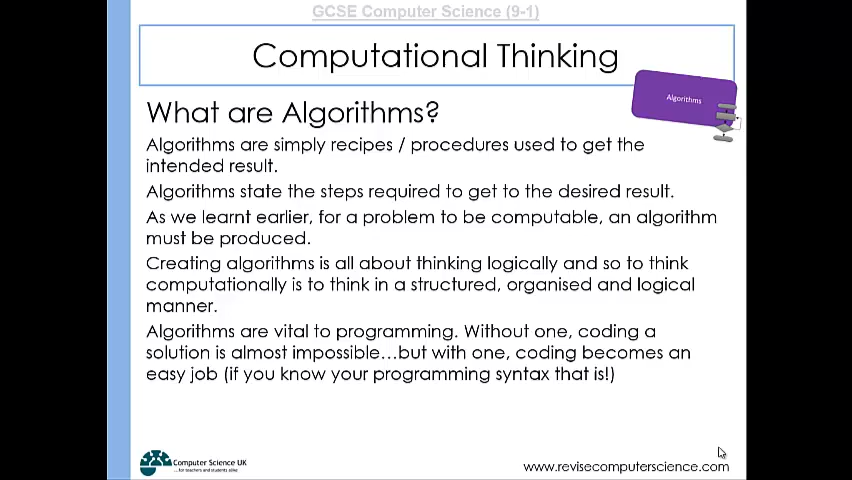 GCSE Computer Science (9-1)
Computational Thinking
Algorithms
What are Algorithms?
Algorithms are simply recipes / procedures used to get the
intended result.
Algorithms state the steps required to get to the desired result.
As we learnt earlier, for a problem to be computable, an algorithm
must be produced.
Creating algorithms is all about thinking logically and so to think
computationally is to think in a structured, organised and logical
manner.
Algorithms are vital to programming. Without one, coding a
solution is almost impossible…but with one, coding becomes an
easy job (if you know your programming syntax that is!)
Computer Science UK
...for teachers and students alike
www.revisecomputerscience.com